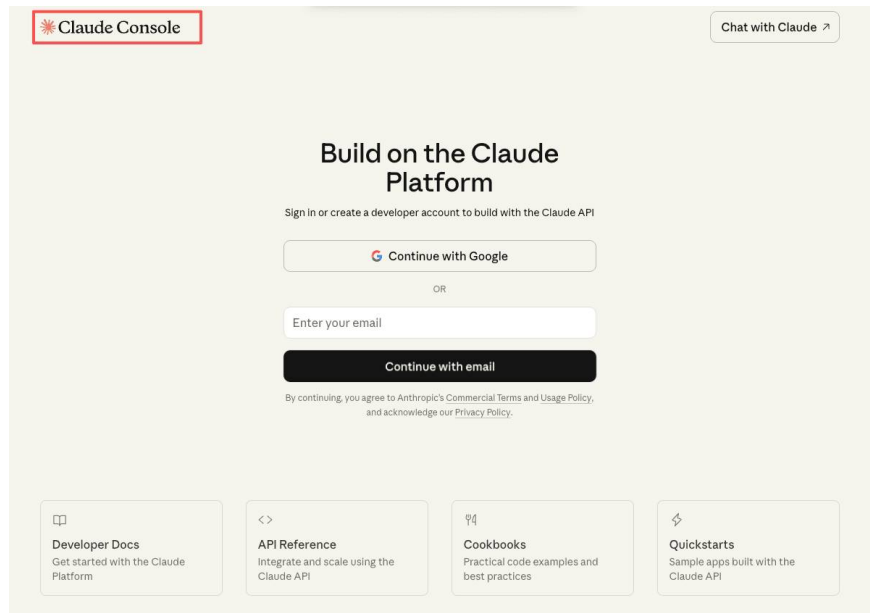 Claude Console
Chat with Claude ↗
Build on the Claude
Platform
Sign in or create a developer account to build with the Claude API
Continue with Google
OR
Enter your email
Continue with email
By continuing, you agree to Anthropic's Commercial Terms and Usage Policy,
and acknowledge our Privacy Policy.
Developer Docs
Get started with the Claude
Platform
API Reference
Integrate and scale using the
Claude API
Cookbooks
Practical code examples and
best practices
Quickstarts
Sample apps built with the
Claude API